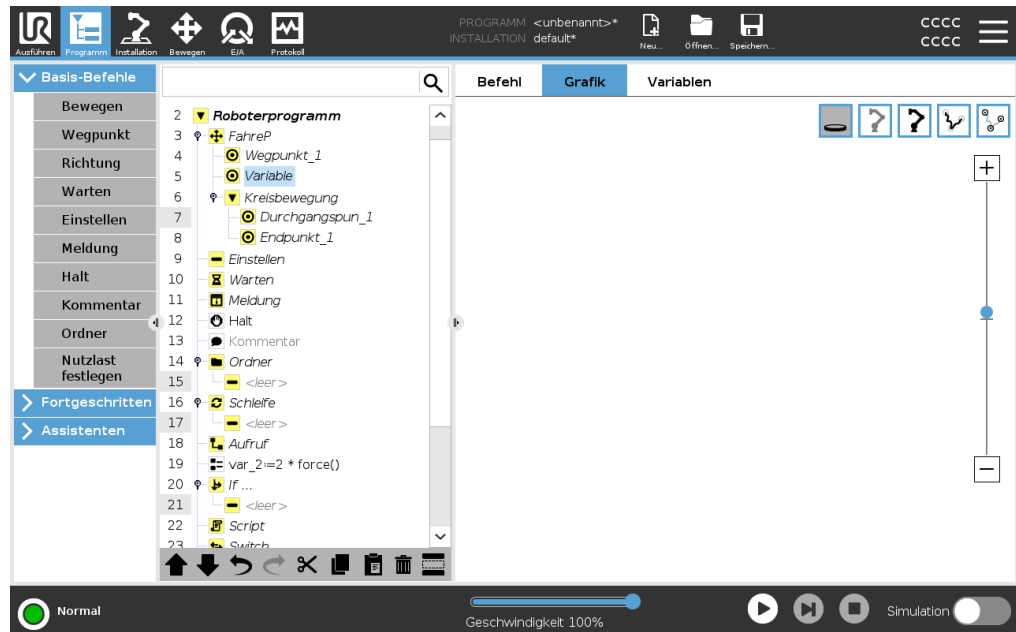 PROGRAMM <unbenannt>*
INSTALLATION default*
Ausführen Programm Installation Bewegen E/A Protokoll
Neu... Öffnen... Speichern...
CCCC
CCCC
Basis-Befehle
Bewegen
Wegpunkt
Richtung
Warten
Einstellen
Meldung
Halt
Kommentar
Ordner
Nutzlast
festlegen
Fortgeschritten
Assistenten
2 Roboterprogramm
3 FahreP
4 Wegpunkt_1
5 Variable
6 Kreisbewegung
7 Durchgangspun_1
8 Endpunkt_1
9 Einstellen
10 Warten
11 Meldung
12 Halt
13 Kommentar
14 Ordner
15 <leer>
16 Schleife
17 <leer>
18 Aufruf
19 var_2:=2 * force()
20 If ...
21 <leer>
22 Script
23 Switch
Befehl Grafik Variablen
Normal
Geschwindigkeit 100%
Simulation